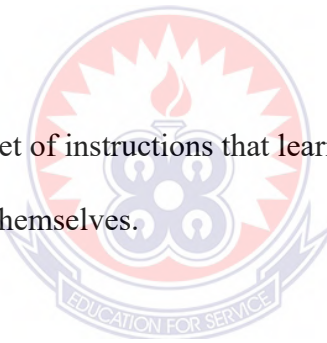 et of instructions that lear
hemselves.
EDUCATION FOR SERVICE